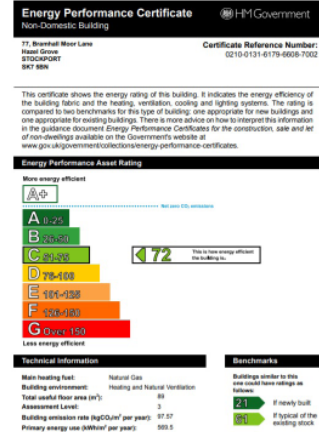 Energy Performance Certificate
HM Government
Non-Domestic Building
77, Bramhall Moor Lane
Hazel Grove
STOCKPORT
SK7 5BN
Certificate Reference Number:
0210-0131-6179-6608-7002
This certificate shows the energy rating of this building. It indicates the energy efficiency of
the building fabric and the heating, ventilation, cooling and lighting systems. The rating is
compared to two benchmarks for this type of building: one appropriate for new buildings and
one appropriate for existing buildings. There is more advice on how to interpret this information
in the guidance document Energy Performance Certificates for the construction, sale and let
of non-dwellings available on the Government's website at
www.gov.uk/government/collections/energy-performance-certificates.
Energy Performance Asset Rating
More energy efficient
A+
Net zero CO₂ emissions
A 0-25
B 26-50
C 51-75
72
This is how energy efficient
the building is.
D 76-100
E 101-125
F 126-150
G Over 150
Less energy efficient
Technical Information
Main heating fuel: Natural Gas
Building environment: Heating and Natural Ventilation
Total useful floor area (m²): 89
Assessment Level: 3
Building emission rate (kgCO₂/m² per year): 97.57
Primary energy use (kWh/m² per year): 569.5
Benchmarks
Buildings similar to this
one could have ratings as
follows:
21 If newly built
61 If typical of the
existing stock